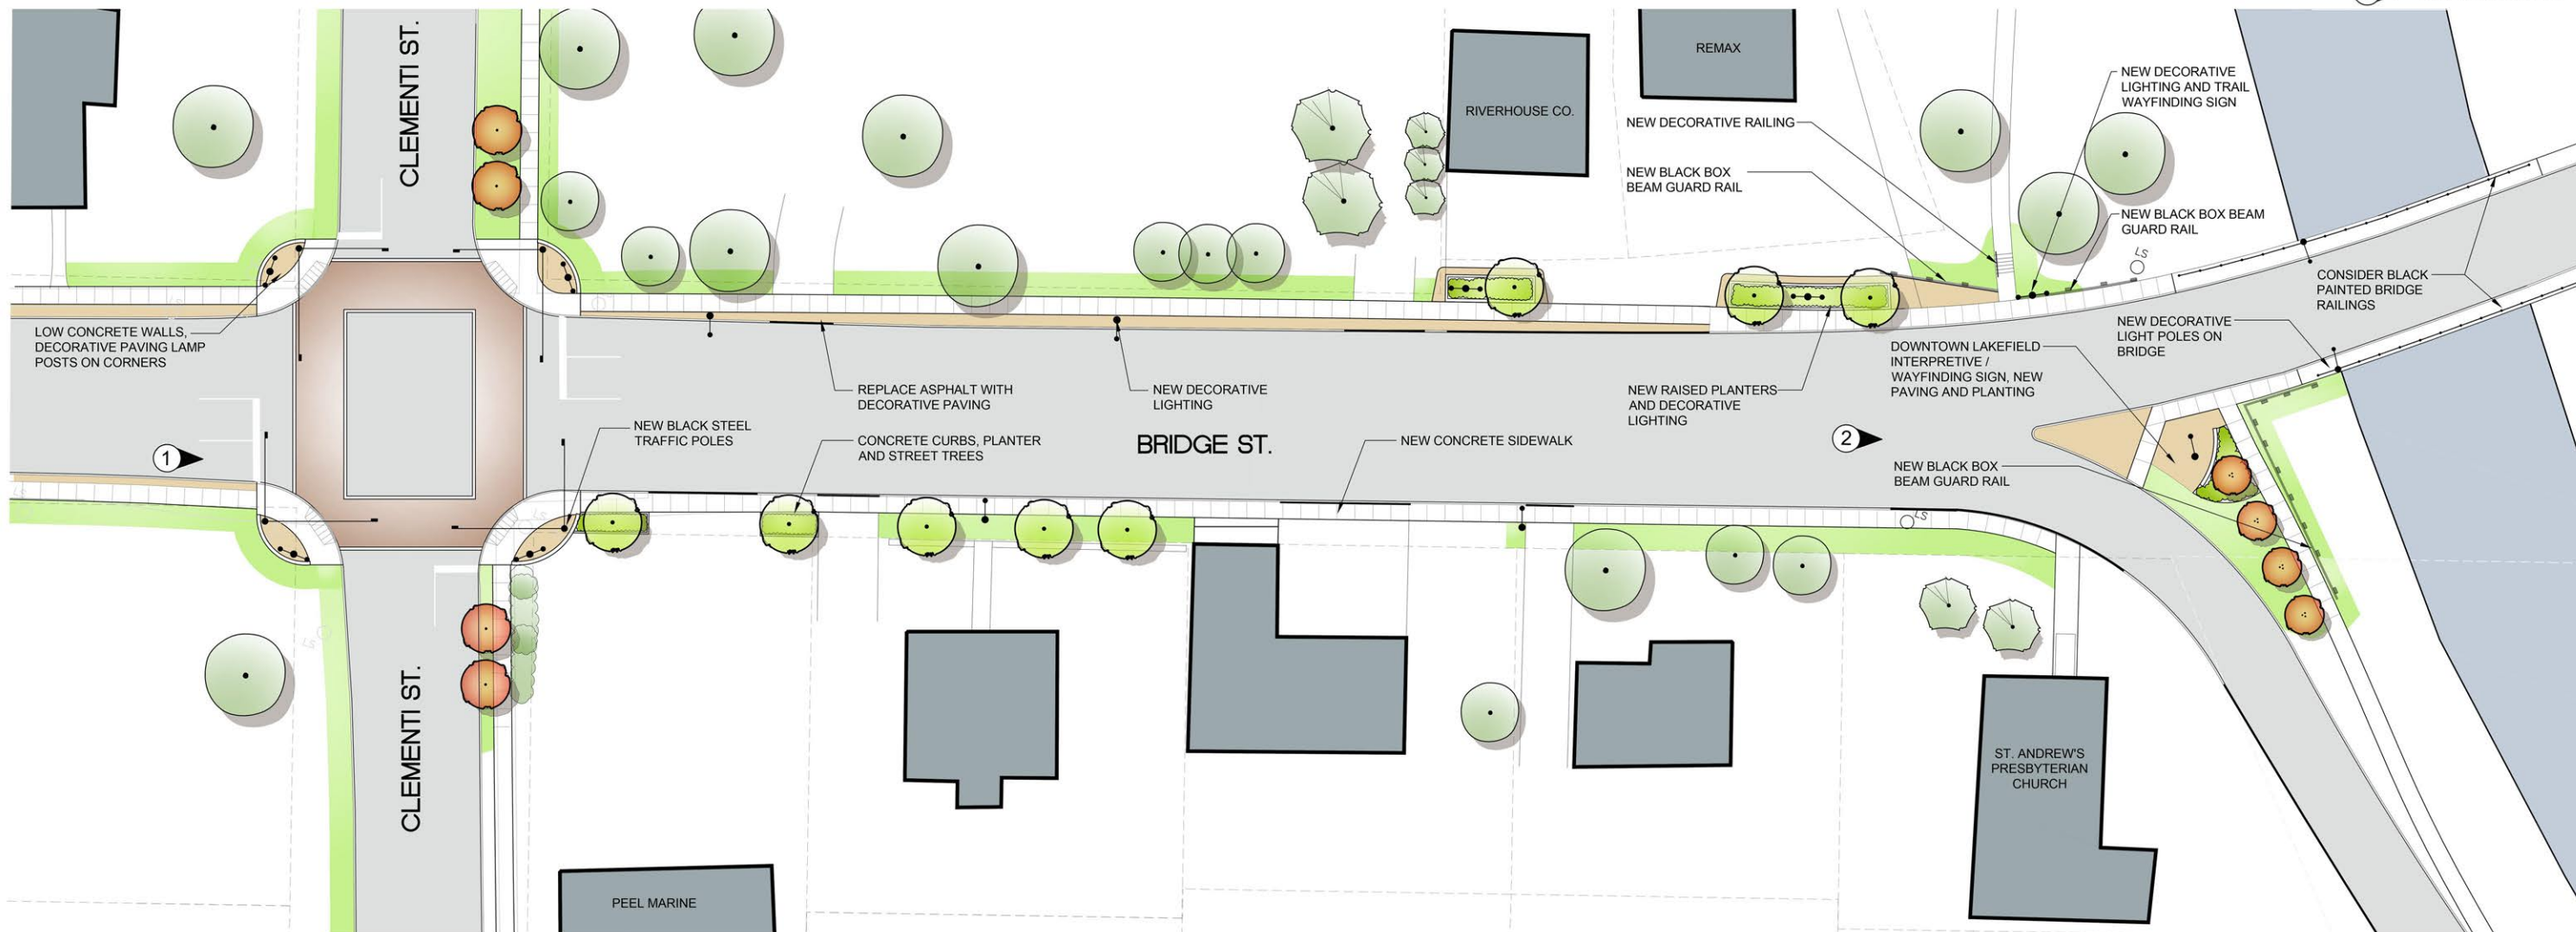 CLEMENTI ST.
REMAX
RIVERHOUSE CO.
NEW DECORATIVE
LIGHTING AND TRAIL
WAYFINDING SIGN
NEW DECORATIVE RAILING
NEW BLACK BOX
BEAM GUARD RAIL
NEW BLACK BOX BEAM
GUARD RAIL
LS
CONSIDER BLACK
PAINTED BRIDGE
RAILINGS
LS
LS
LOW CONCRETE WALLS,
DECORATIVE PAVING LAMP
POSTS ON CORNERS
NEW DECORATIVE
LIGHT POLES ON
BRIDGE
DOWNTOWN LAKEFIELD
INTERPRETIVE /
WAYFINDING SIGN, NEW
PAVING AND PLANTING
REPLACE ASPHALT WITH
DECORATIVE PAVING
NEW DECORATIVE
LIGHTING
NEW RAISED PLANTERS
AND DECORATIVE
LIGHTING
NEW BLACK STEEL
TRAFFIC POLES
CONCRETE CURBS, PLANTER
AND STREET TREES
BRIDGE ST.
NEW CONCRETE SIDEWALK
1
2
NEW BLACK BOX
BEAM GUARD RAIL
LS
LS
LS
LS
CLEMENTI ST.
ST. ANDREW'S
PRESBYTERIAN
CHURCH
PEEL MARINE